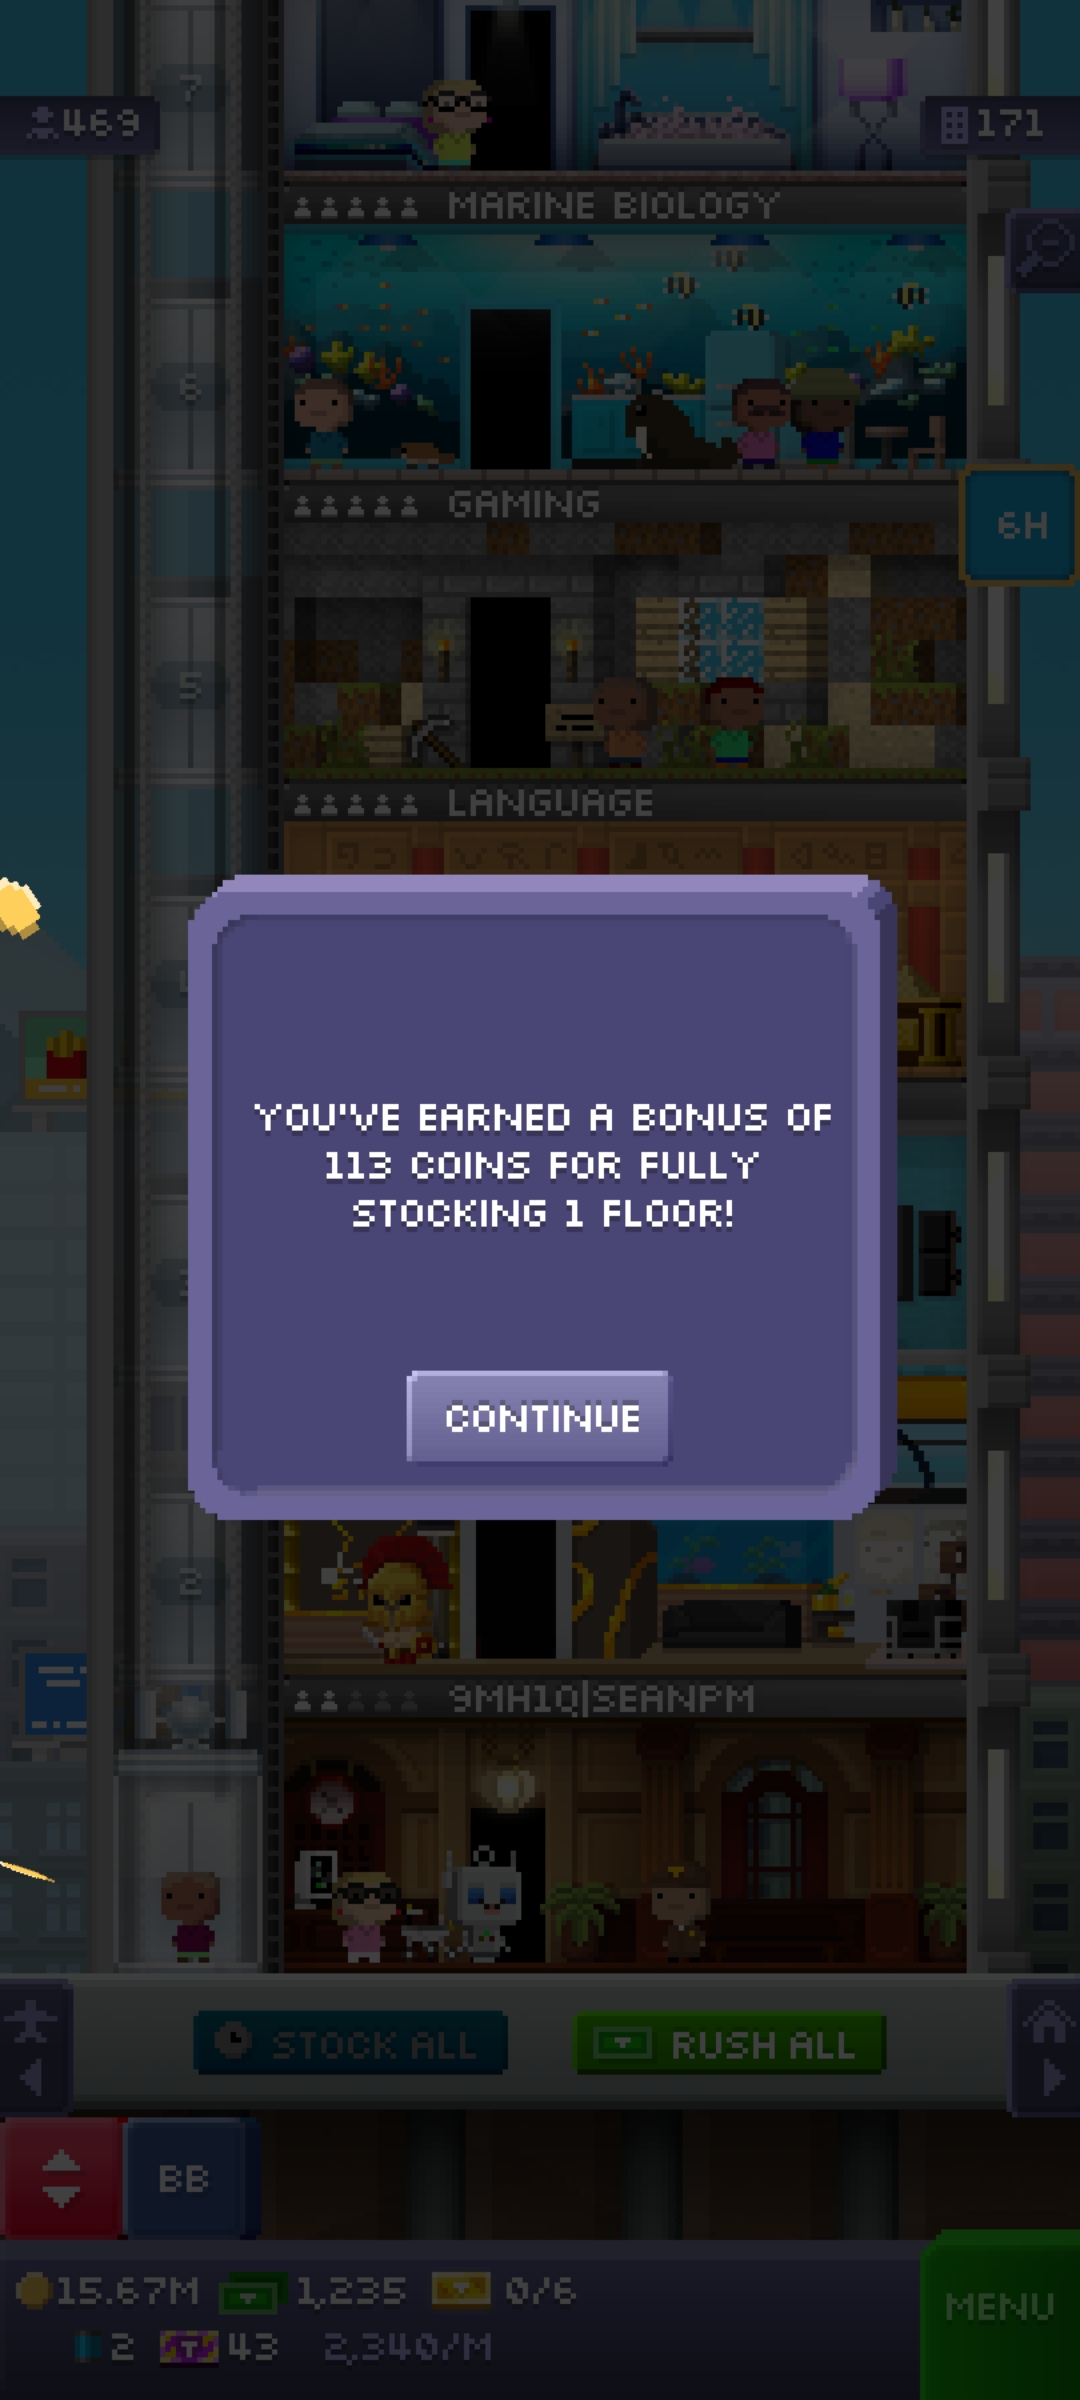 7
469
171
MARINE BIOLOGY
6
GAMING
6H
5
LANGUAGE
YOU'VE EARNED A BONUS OF
113 COINS FOR FULLY
STOCKING 1 FLOOR!
CONTINUE
2
9MH1Q|SEANPM
STOCK ALL
RUSH ALL
BB
15.67M
1,235
0/6
MENU
2
43
2,340/M